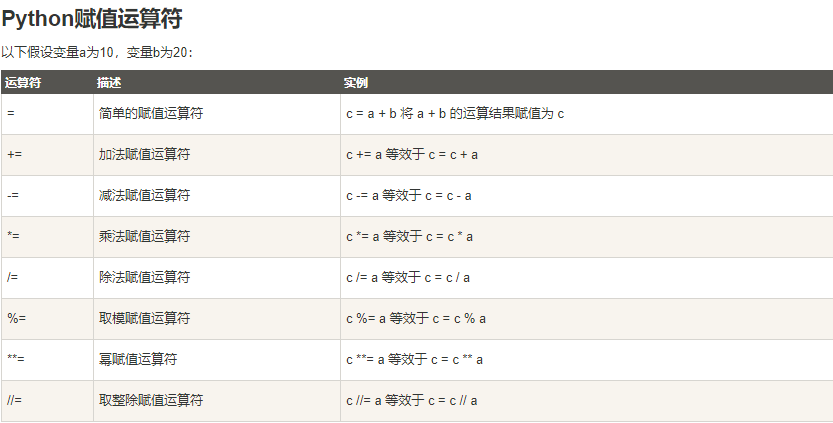 Python赋值运算符
以下假设变量a为10，变量b为20：
运算符 描述 实例
= 简单的赋值运算符 c = a + b 将 a + b 的运算结果赋值为 c
+= 加法赋值运算符 c += a 等效于 c = c + a
-= 减法赋值运算符 c -= a 等效于 c = c - a
*= 乘法赋值运算符 c *= a 等效于 c = c * a
/= 除法赋值运算符 c /= a 等效于 c = c / a
%= 取模赋值运算符 c %= a 等效于 c = c % a
**= 幂赋值运算符 c **= a 等效于 c = c ** a
//= 取整除赋值运算符 c //= a 等效于 c = c // a